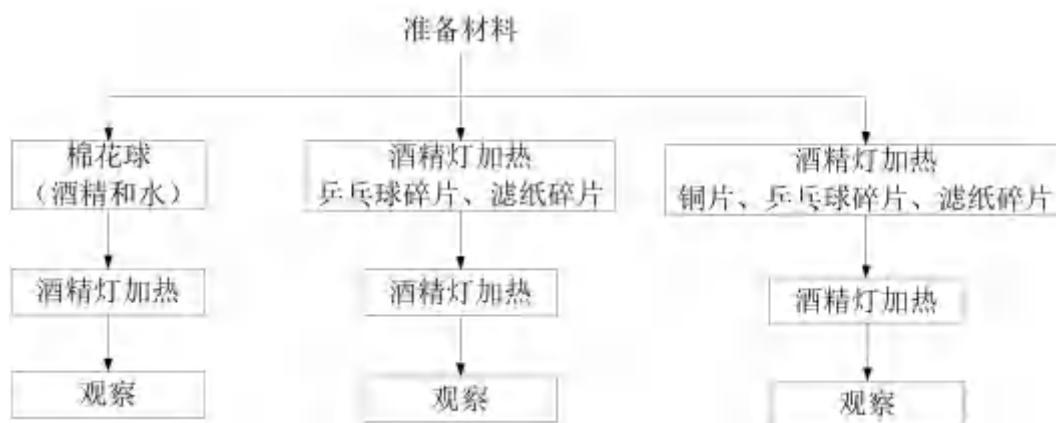 准备材料
棉花球
（酒精和水）
酒精灯加热
乒乓球碎片、滤纸碎片
酒精灯加热
铜片、乒乓球碎片、滤纸碎片
酒精灯加热
酒精灯加热
酒精灯加热
观察
观察
观察